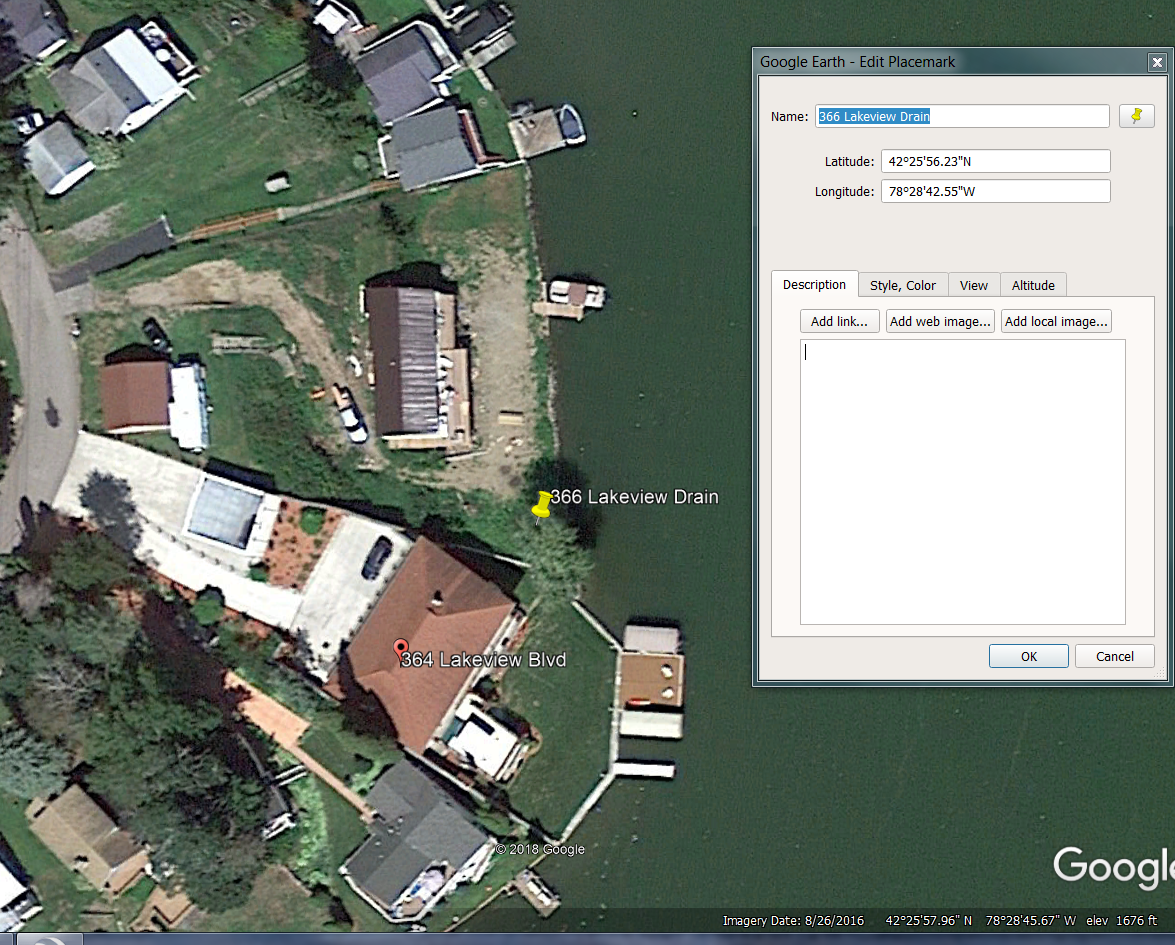 Google Earth - Edit Placemark
Name: 366 Lakeview Drain
Latitude: 42°25'56.23"N
Longitude: 78°28'42.55"W
Description Style, Color View Altitude
Add link... Add web image... Add local image...
OK Cancel
366 Lakeview Drain
364 Lakeview Blvd
© 2018 Google
Google
Imagery Date: 8/26/2016 42°25'57.96" N 78°28'45.67" W elev 1676 ft